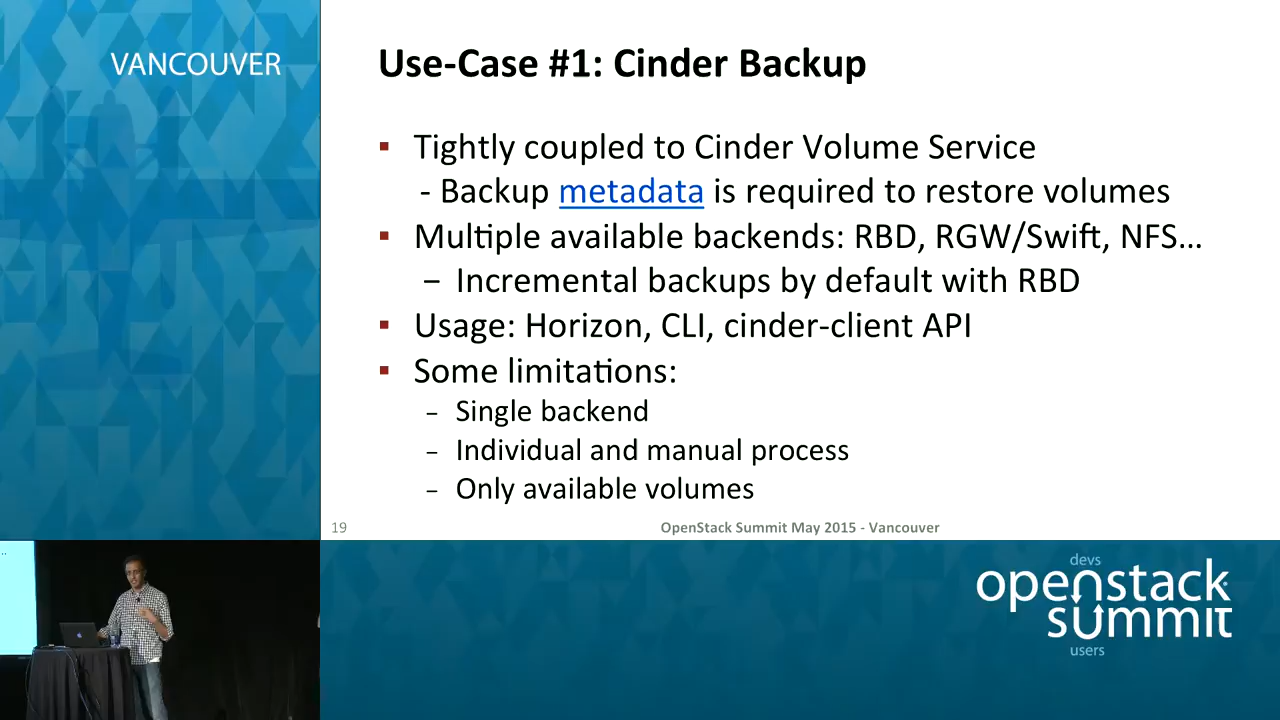 VANCOUVER
Use-Case #1: Cinder Backup
▪ Tightly coupled to Cinder Volume Service
- Backup metadata is required to restore volumes
▪ Multiple available backends: RBD, RGW/Swift, NFS...
– Incremental backups by default with RBD
▪ Usage: Horizon, CLI, cinder-client API
▪ Some limitations:
– Single backend
– Individual and manual process
– Only available volumes
19
OpenStack Summit May 2015 - Vancouver
devs
openstack
summit
users